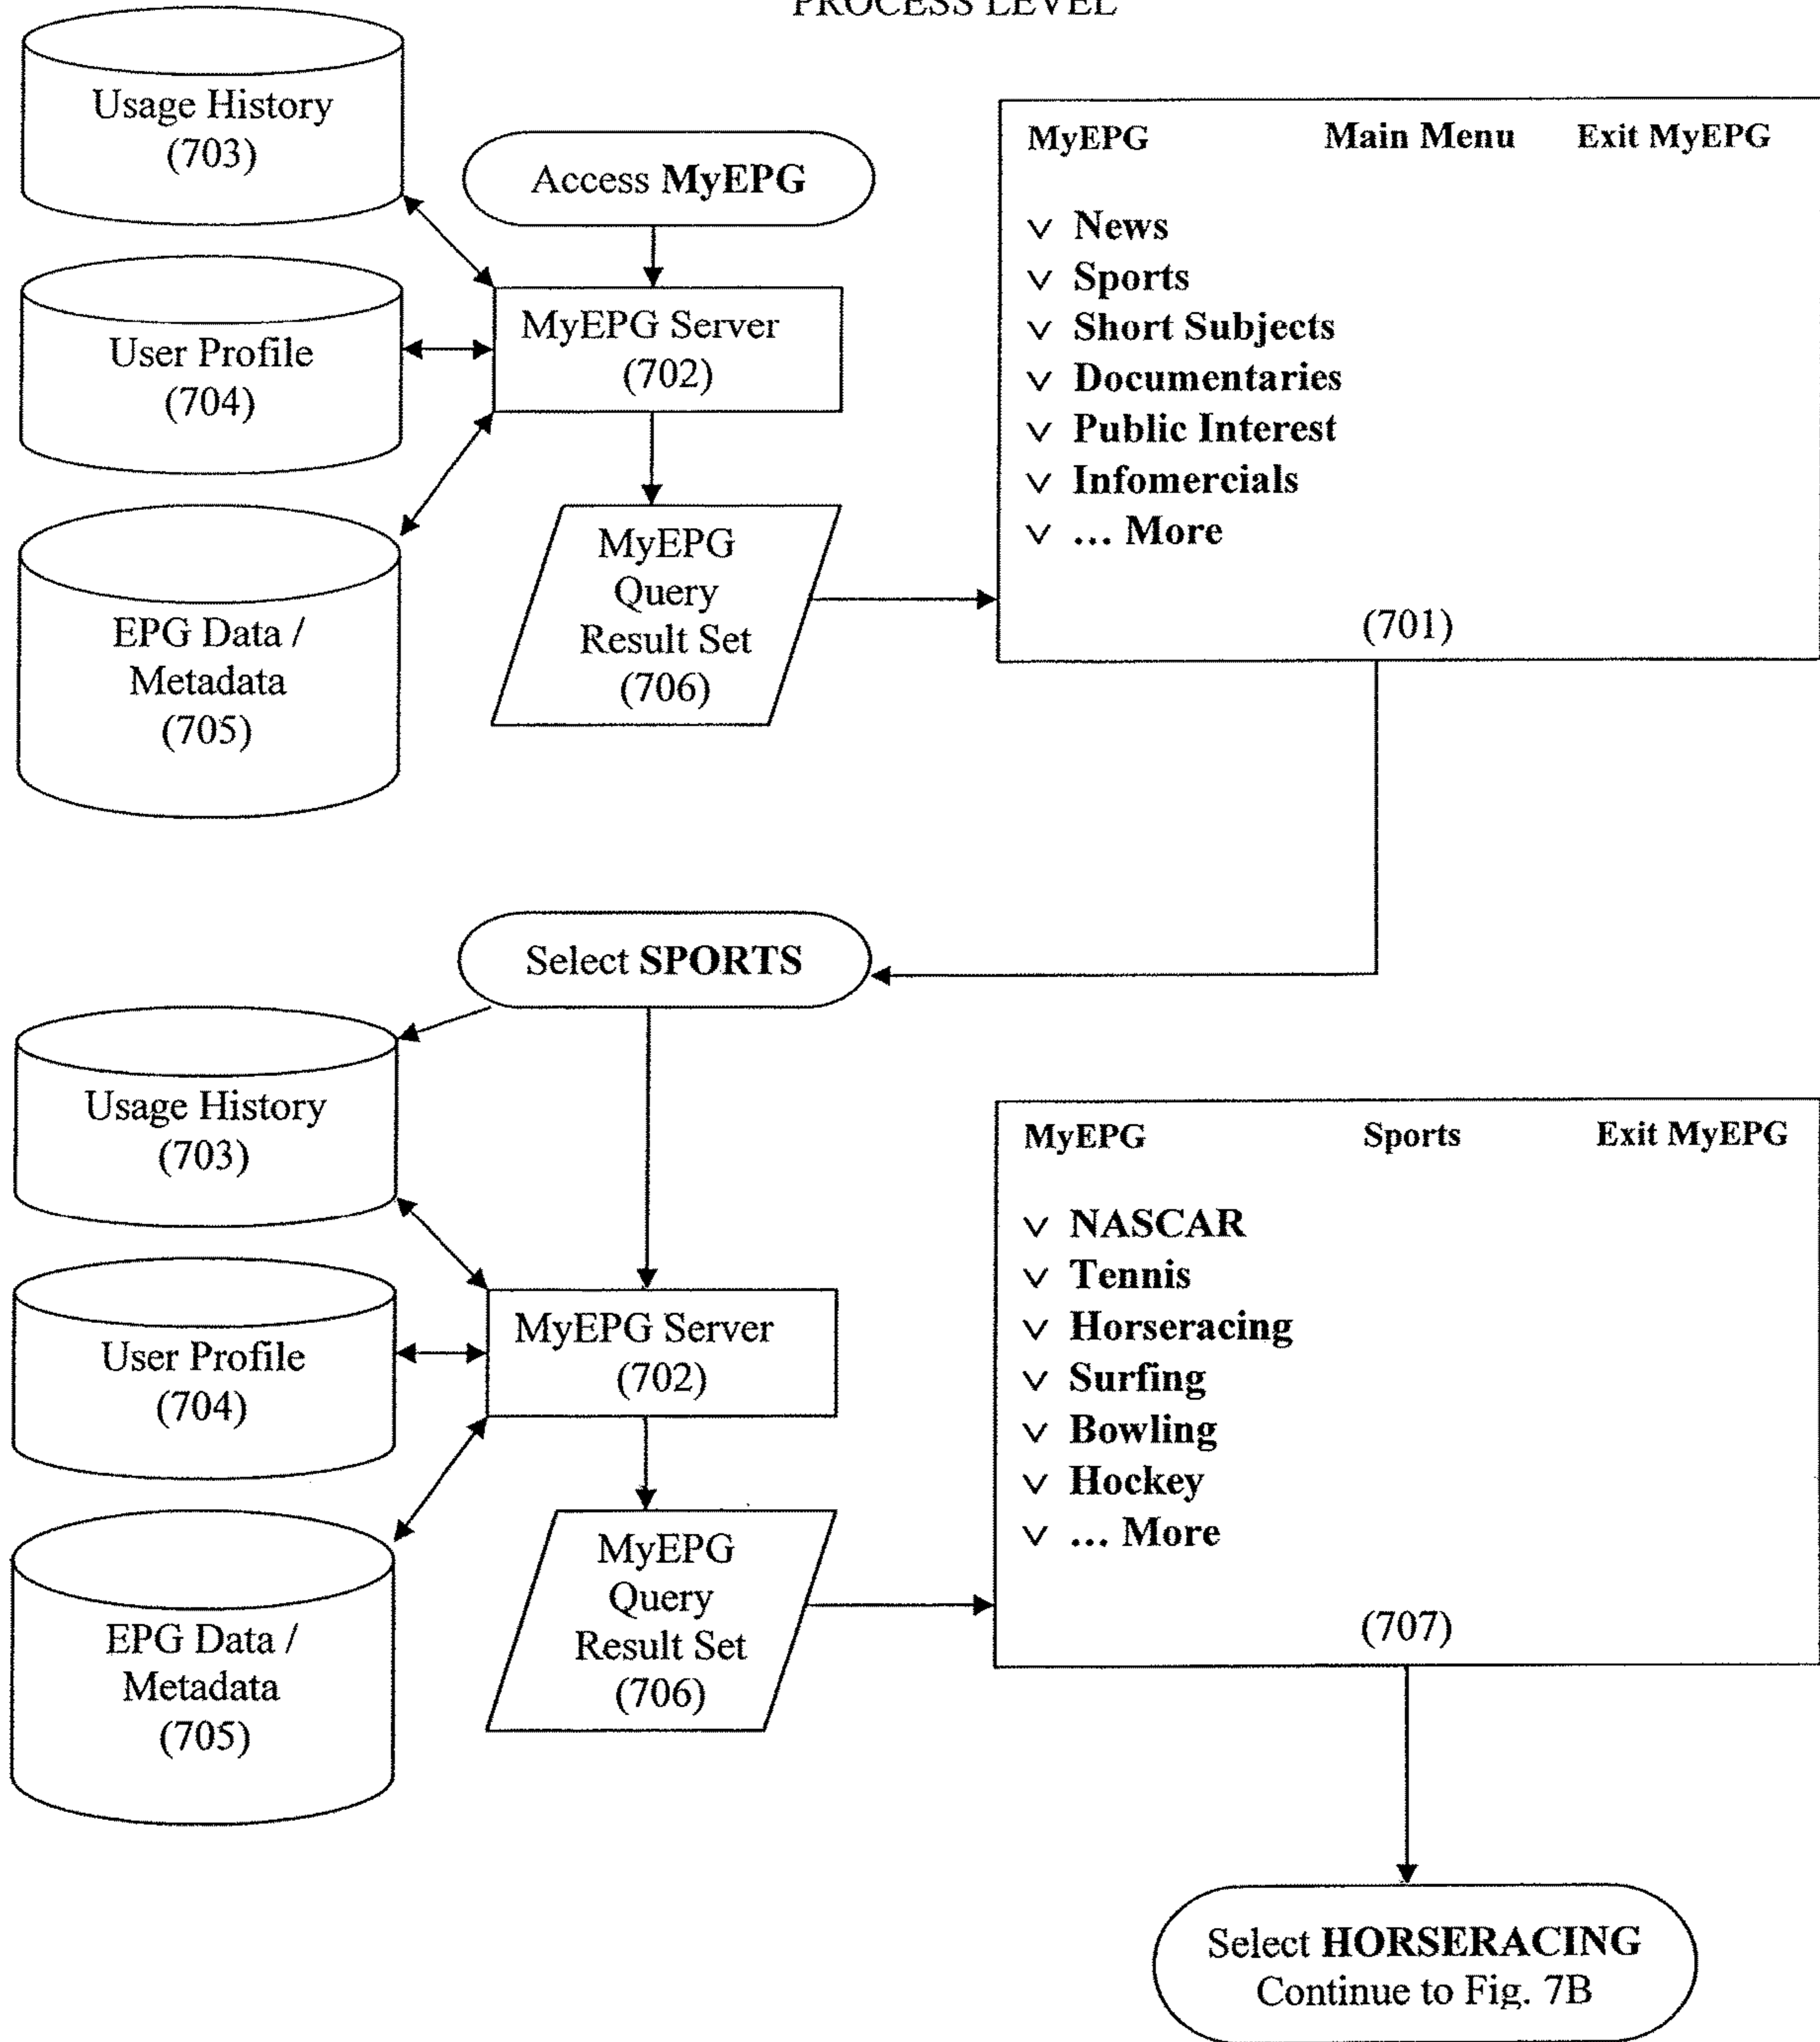 PROCESS LEVEL
Usage History
(703)
User Profile
(704)
EPG Data /
Metadata
(705)
Access MyEPG
MyEPG Server
(702)
MyEPG
Query
Result Set
(706)
MyEPG Main Menu Exit MyEPG
v News
v Sports
v Short Subjects
v Documentaries
v Public Interest
v Infomercials
v ... More
(701)
Select SPORTS
Usage History
(703)
User Profile
(704)
EPG Data /
Metadata
(705)
MyEPG Server
(702)
MyEPG
Query
Result Set
(706)
MyEPG Sports Exit MyEPG
v NASCAR
v Tennis
v Horseracing
v Surfing
v Bowling
v Hockey
v ... More
(707)
Select HORSERACING
Continue to Fig. 7B